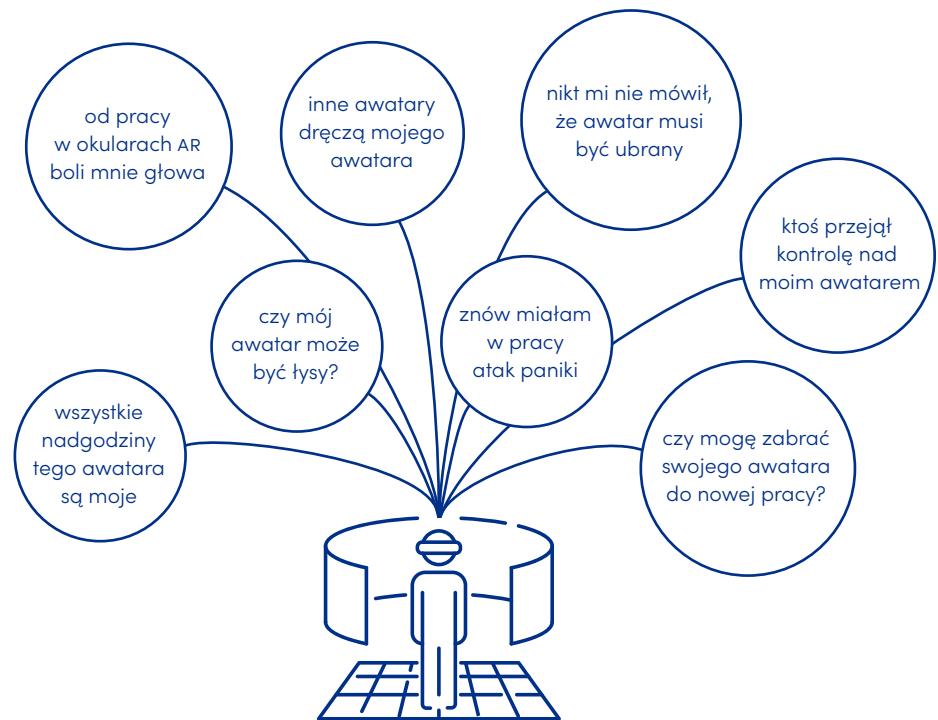 od pracy
w okularach AR
boli mnie głowa
inne awatary
dręczą mojego
awatara
nikt mi nie mówił,
że awatar musi
być ubrany
ktoś przejął
kontrolę nad
moim awatarem
czy mój
awatar może
być łysy?
znów miałam
w pracy
atak paniki
wszystkie
nadgodziny
tego awatara
są moje
czy mogę zabrać
swojego awatara
do nowej pracy?